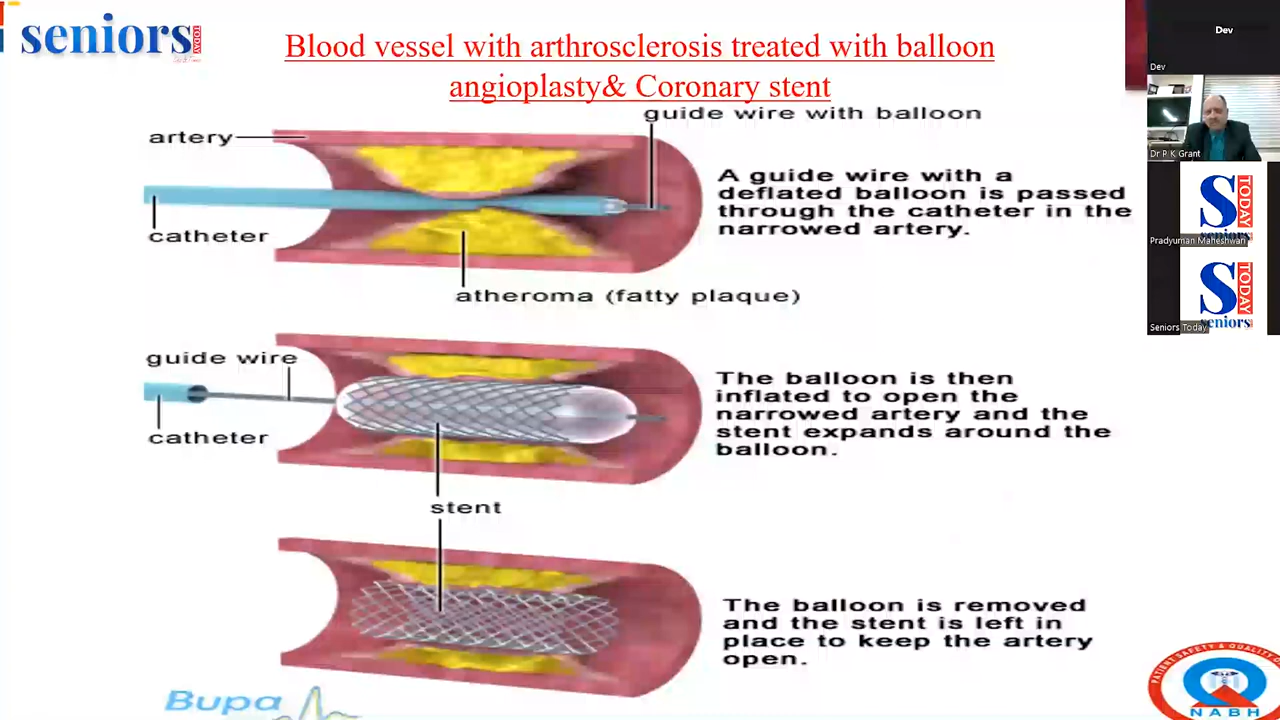 seniors
TODAY
Blood vessel with arthrosclerosis treated with balloon
angioplasty& Coronary stent
guide wire with balloon
artery
catheter
atheroma (fatty plaque)
A guide wire with a
deflated balloon is passed
through the catheter in the
narrowed artery.
guide wire
catheter
stent
The balloon is then
inflated to open the
narrowed artery and the
stent expands around the
balloon.
The balloon is removed
and the stent is left in
place to keep the artery
open.
Bupa
Dev
Dev
Dr P K Grant
S TODAY
seniors
Pradyuman Maheshwari
S TODAY
seniors
Seniors Today
PATIENT SAFETY & QUALITY O
NABH